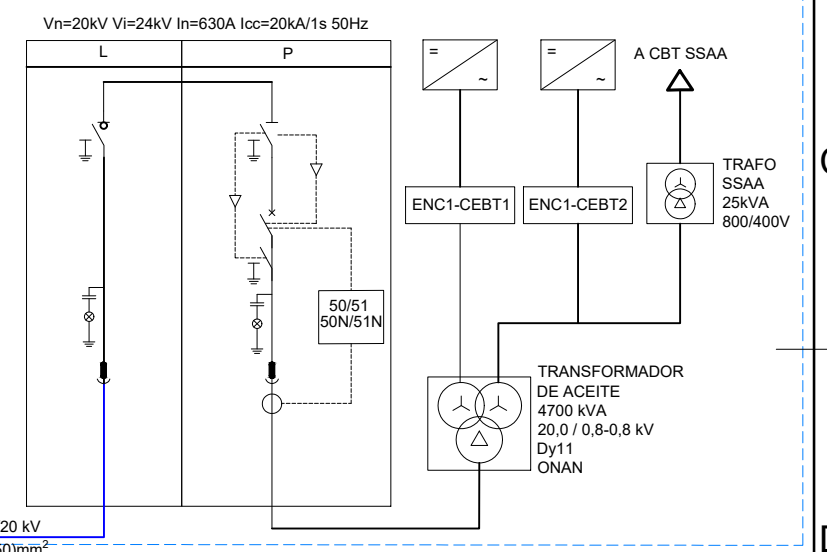 Vn=20kV Vi=24kV In=630A Icc=20kA/1s 50Hz
L
P
=
~
=
~
A CBT SSAA
ENC1-CEBT1
ENC1-CEBT2
TRAFO
SSAA
25kVA
800/400V
50/51
50N/51N
TRANSFORMADOR
DE ACEITE
4700 kVA
20,0 / 0,8-0,8 kV
Dy11
ONAN
20 kV
50)mm²